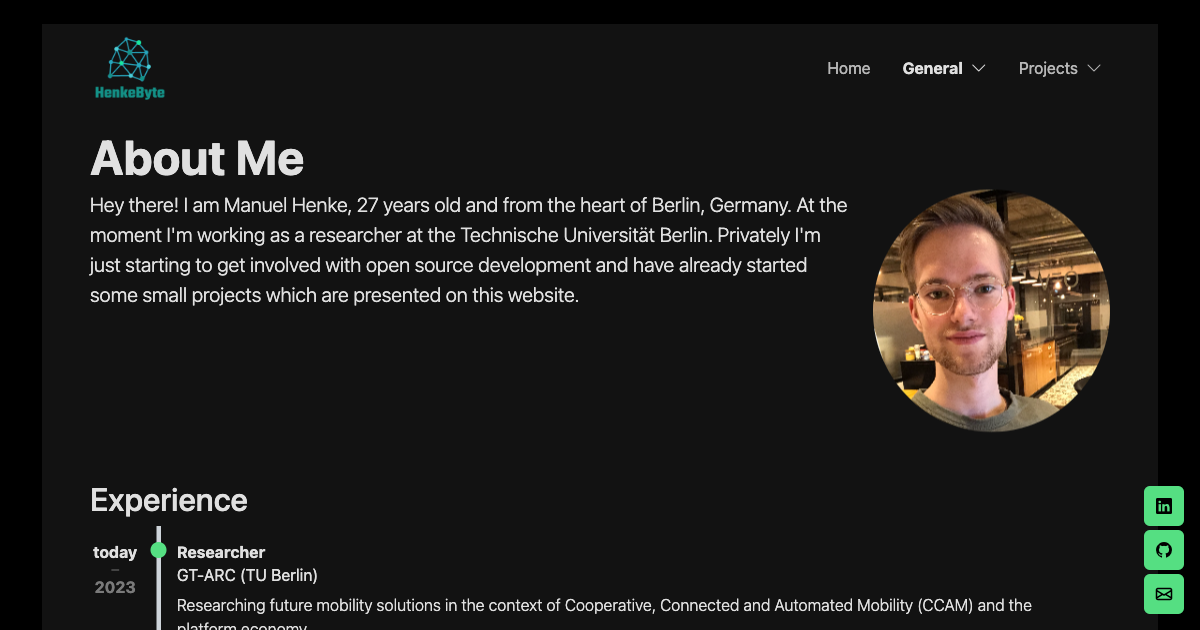 HenkeByte
Home
General
Projects
About Me
Hey there! I am Manuel Henke, 27 years old and from the heart of Berlin, Germany. At the
moment I'm working as a researcher at the Technische Universität Berlin. Privately I'm
just starting to get involved with open source development and have already started
some small projects which are presented on this website.
Experience
today
–
2023
Researcher
GT-ARC (TU Berlin)
Researching future mobility solutions in the context of Cooperative, Connected and Automated Mobility (CCAM) and the
platform economy.